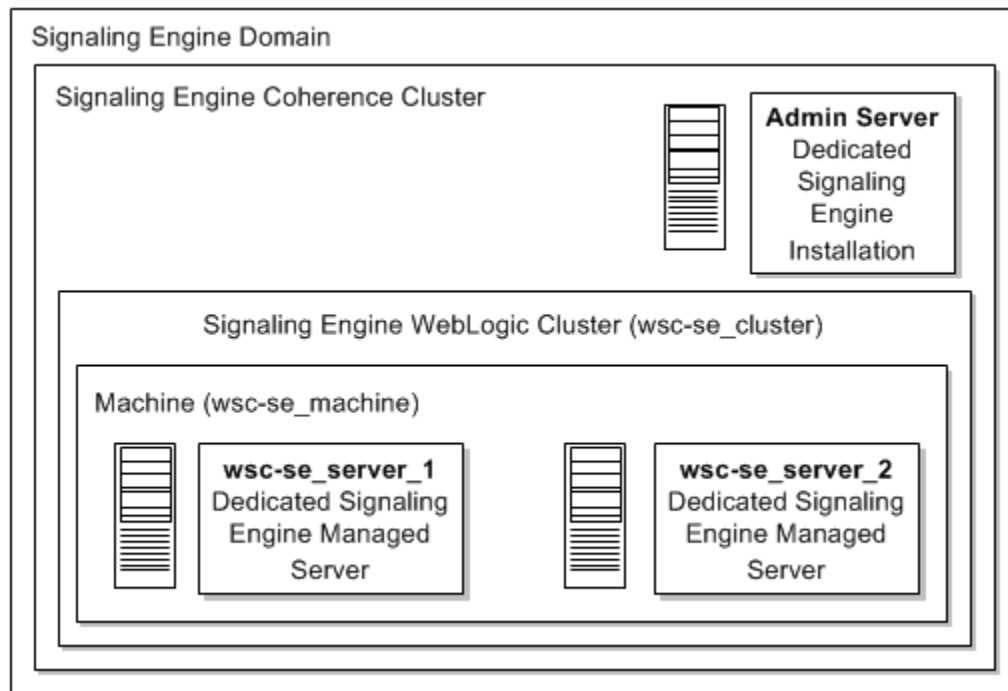 Signaling Engine Domain
Signaling Engine Coherence Cluster
Admin Server
Dedicated
Signaling
Engine
Installation
Signaling Engine WebLogic Cluster (wsc-se_cluster)
Machine (wsc-se_machine)
wsc-se_server_1
Dedicated Signaling
Engine Managed
Server
wsc-se_server_2
Dedicated Signaling
Engine Managed
Server